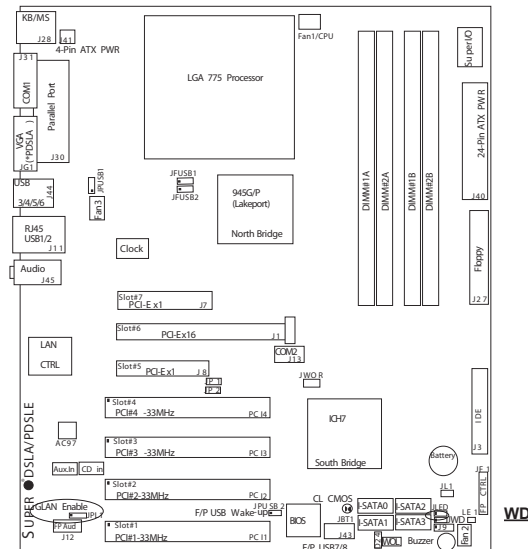 KB/MS
J28
J41
4-Pin ATX PWR
Fan1/CPU
Super I/O
J31
COM1
Parallel Port
J30
LGA 775 Processor
VGA
(*PDSLA )
JG1
USB
3/4/5/6
J44
JPUSB1
Fan3
JFUSB1
JFUSB2
945G/P
(Lakeport)
North Bridge
DIMM#1A
DIMM#2A
DIMM#1B
DIMM#2B
24-Pin ATX PWR
J40
RJ45
USB1/2
J11
Clock
Audio
J45
Floppy
J27
Slot#7
PCI-E x1
J7
Slot#6
PCI-Ex16
J1
COM2
J13
LAN
CTRL
Slot#5
PCI-Ex1
J8
JP1
JP2
JWOR
Slot#4
PCI#4 -33MHz
PCI4
ICH7
South Bridge
IDE
J3
AC97
Slot#3
PCI#3 -33MHz
PCI3
Battery
Aux.In
CD in
JL1
JF1
FP CTRL
Slot#2
PCI#2-33MHz
PCI2
SUPER
DSLA/PDSLE
GLAN Enable
JPL1
FP Aud
J12
JPUSB2
F/P USB Wake-up
BIOS
CL CMOS
JBT1
I-SATA0
I-SATA2
I-SATA1
I-SATA3
JLED
JWD
J9
LE1
WD
Slot#1
PCI#1-33MHz
PCI1
J43
F/P USB7/8
WOL
Buzzer
Fan2